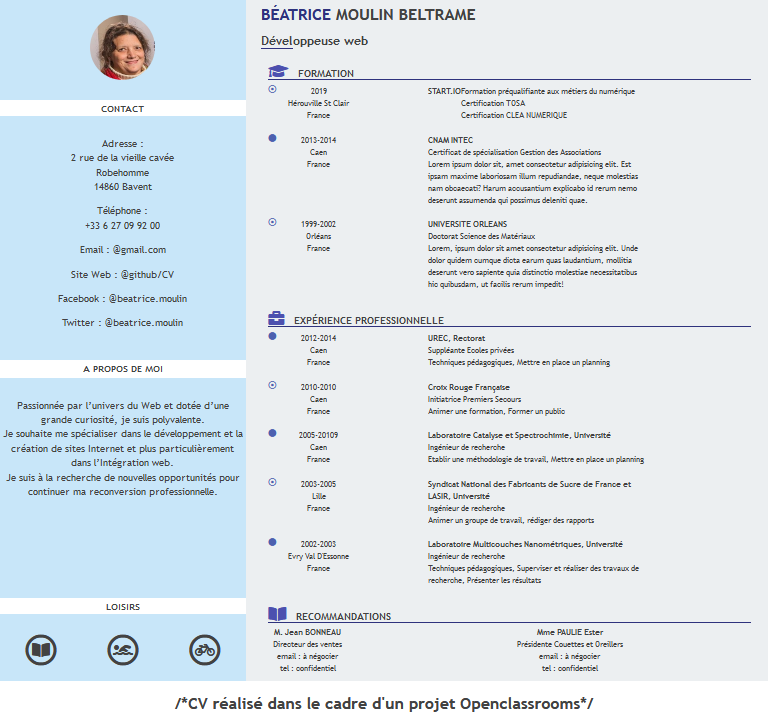 CONTACT
Adresse :
2 rue de la vieille cavée
Robehomme
14860 Bavent
Téléphone :
+33 6 27 09 92 00
Email : @gmail.com
Site Web : @github/CV
Facebook : @beatrice.moulin
Twitter : @beatrice.moulin
A PROPOS DE MOI
Passionnée par l'univers du Web et dotée d'une
grande curiosité, je suis polyvalente.
Je souhaite me spécialiser dans le développement et la
création de sites Internet et plus particulièrement
dans l'Intégration web.
Je suis à la recherche de nouvelles opportunités pour
continuer ma reconversion professionnelle.
LOISIRS
BÉATRICE MOULIN BELTRAME
Développeuse web
FORMATION
2019
Hérouville St Clair
France
START.IOFormation préqualifiante aux métiers du numérique
Certification TOSA
Certification CLEA NUMERIQUE
2013-2014
Caen
France
CNAM INTEC
Certificat de spécialisation Gestion des Associations
Lorem ipsum dolor sit, amet consectetur adipisicing elit. Est
ipsam maxime laboriosam illum repudiandae, neque molestias
nam obcaecati? Harum accusantium explicabo id rerum nemo
deserunt assumenda qui possimus deleniti quae.
1999-2002
Orléans
France
UNIVERSITE ORLEANS
Doctorat Science des Matériaux
Lorem, ipsum dolor sit amet consectetur adipisicing elit. Unde
dolor quidem cumque dicta earum quas laudantium, mollitia
deserunt vero sapiente quia distinctio molestiae necessitatibus
hic quibusdam, ut facilis rerum impedit!
EXPÉRIENCE PROFESSIONNELLE
2012-2014
Caen
France
UREC, Rectorat
Suppléante Ecoles privées
Techniques pédagogiques, Mettre en place un planning
2010-2010
Caen
France
Croix Rouge Française
Initiatrice Premiers Secours
Animer une formation, Former un public
2005-20109
Caen
France
Laboratoire Catalyse et Spectrochimie, Université
Ingénieur de recherche
Etablir une méthodologie de travail, Mettre en place un planning
2003-2005
Lille
France
Syndicat National des Fabricants de Sucre de France et
LASIR, Université
Ingénieur de recherche
Animer un groupe de travail, rédiger des rapports
2002-2003
Evry Val D'Essonne
France
Laboratoire Multicouches Nanométriques, Université
Ingénieur de recherche
Techniques pédagogiques, Superviser et réaliser des travaux de
recherche, Présenter les résultats
RECOMMANDATIONS
M. Jean BONNEAU
Directeur des ventes
email : à négocier
tel : confidentiel
Mme PAULIE Ester
Présidente Couettes et Oreillers
email : à négocier
tel : confidentiel
/*CV réalisé dans le cadre d'un projet Openclassrooms*/